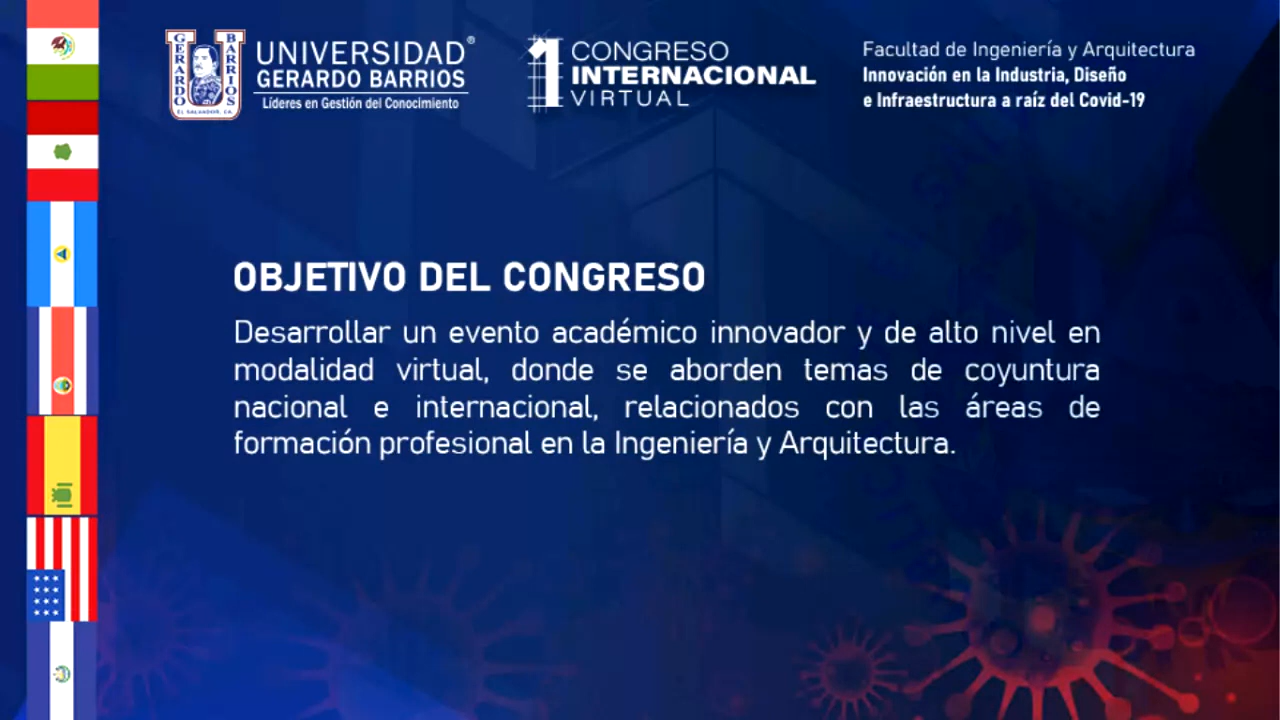 GERARDO
BARRIOS
EL SALVADOR, C.A.
UNIVERSIDAD®
GERARDO BARRIOS
Líderes en Gestión del Conocimiento
1 CONGRESO
INTERNACIONAL
VIRTUAL
Facultad de Ingeniería y Arquitectura
Innovación en la Industria, Diseño
e Infraestructura a raíz del Covid-19
OBJETIVO DEL CONGRESO
Desarrollar un evento académico innovador y de alto nivel en
modalidad virtual, donde se aborden temas de coyuntura
nacional e internacional, relacionados con las áreas de
formación profesional en la Ingeniería y Arquitectura.